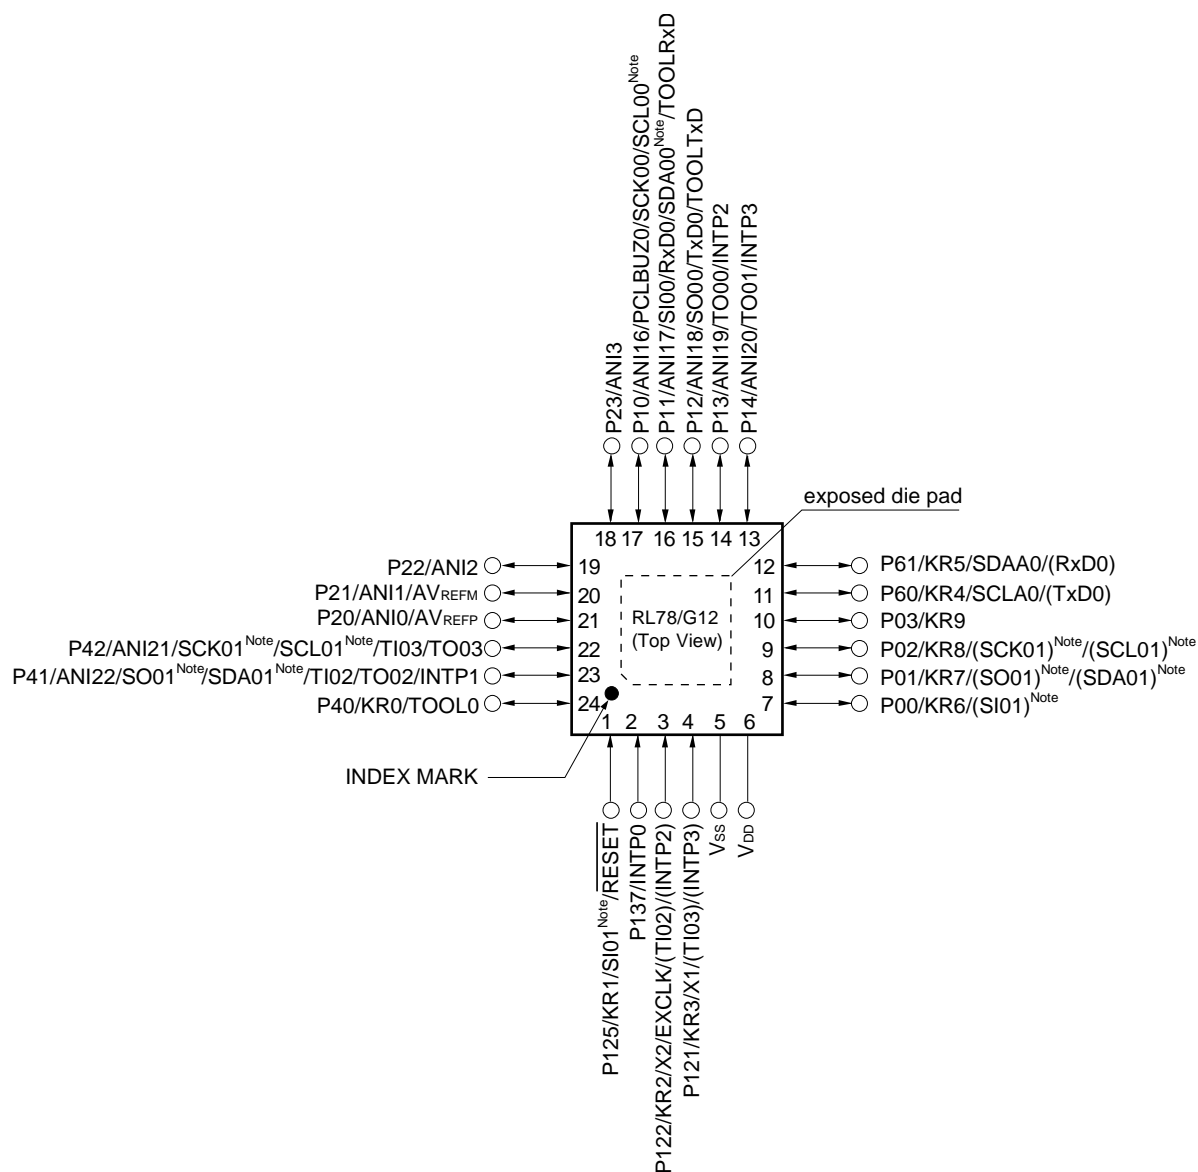 P23/ANI3
P10/ANI16/PCLBUZ0/SCK00/SCL00Note
P11/ANI17/SI00/RxD0/SDA00Note/TOOLRxD
P12/ANI18/SO00/TxD0/TOOLTxD
P13/ANI19/TO00/INTP2
P14/ANI20/TO01/INTP3
exposed die pad
18 17 16 15 14 13
P22/ANI2 19
P21/ANI1/AVREFM 20
P20/ANI0/AVREFP 21
P42/ANI21/SCK01Note/SCL01Note/TI03/TO03 22
P41/ANI22/SO01Note/SDA01Note/TI02/TO02/INTP1 23
P40/KR0/TOOL0 24
RL78/G12
(Top View)
12 P61/KR5/SDAA0/(RxD0)
11 P60/KR4/SCLA0/(TxD0)
10 P03/KR9
9 P02/KR8/(SCK01)Note/(SCL01)Note
8 P01/KR7/(SO01)Note/(SDA01)Note
7 P00/KR6/(SI01)Note
1 2 3 4 5 6
INDEX MARK
P125/KR1/SI01Note/RESET
P137/INTP0
P122/KR2/X2/EXCLK/(TI02)/(INTP2)
P121/KR3/X1/(TI03)/(INTP3)
VSS
VDD